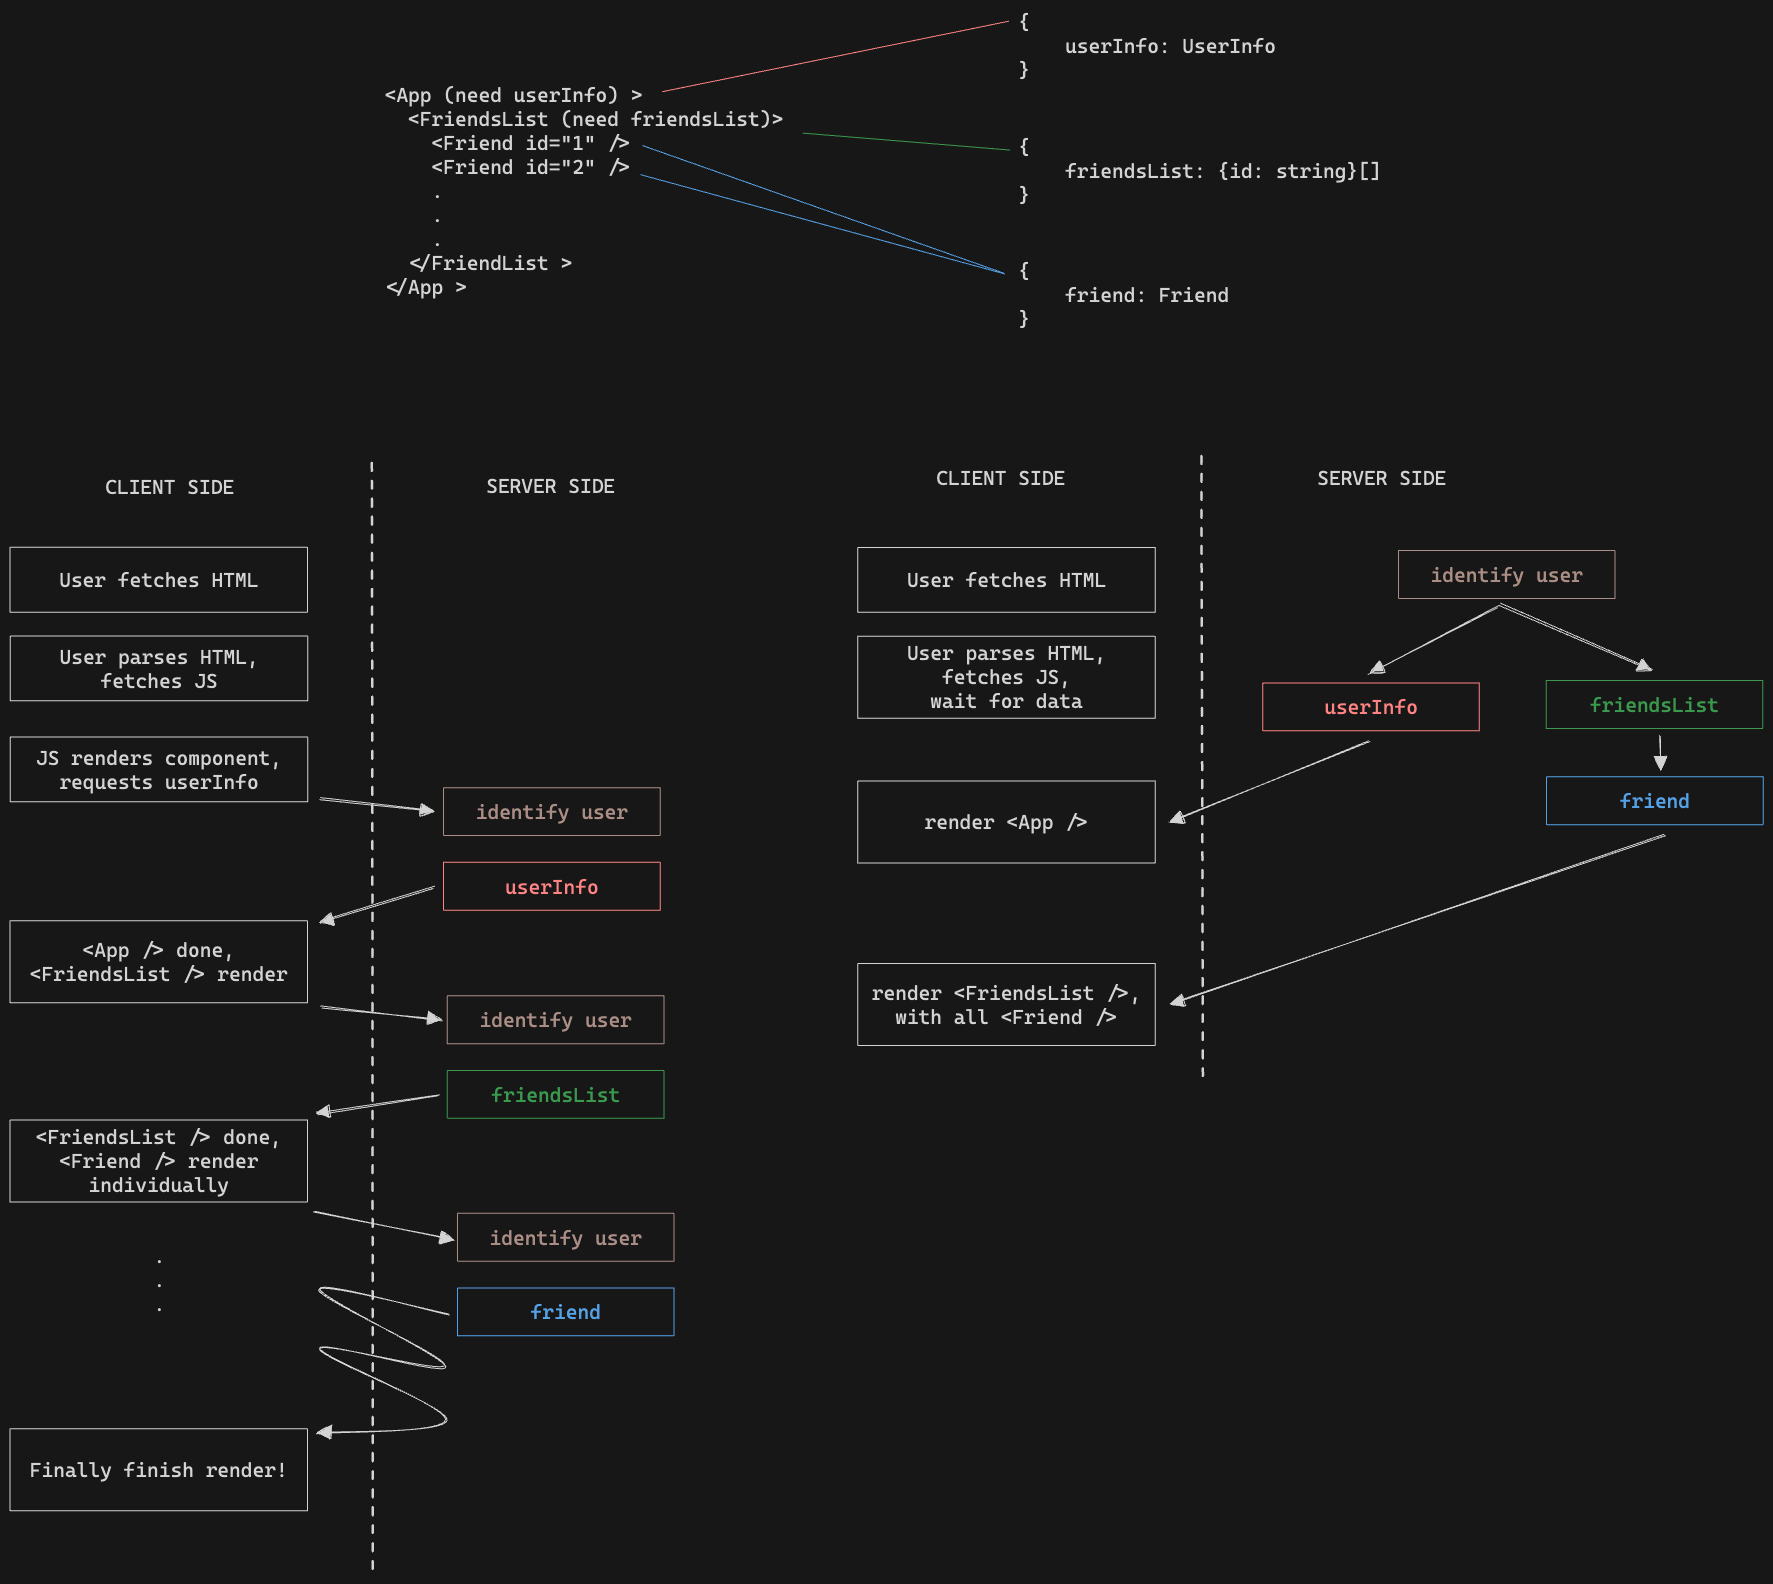 {
userInfo: UserInfo
}
<App (need userInfo) >
<FriendsList (need friendsList)>
<Friend id="1" />
<Friend id="2" />
.
.
.
</FriendList >
</App >
{
friendsList: {id: string}[]
}
{
friend: Friend
}
CLIENT SIDE
SERVER SIDE
User fetches HTML
User parses HTML,
fetches JS
JS renders component,
requests userInfo
identify user
userInfo
<App /> done,
<FriendsList /> render
identify user
friendsList
<FriendsList /> done,
<Friend /> render
individually
identify user
.
.
.
friend
Finally finish render!
CLIENT SIDE
SERVER SIDE
User fetches HTML
identify user
User parses HTML,
fetches JS,
wait for data
userInfo
friendsList
render <App />
friend
render <FriendsList />,
with all <Friend />